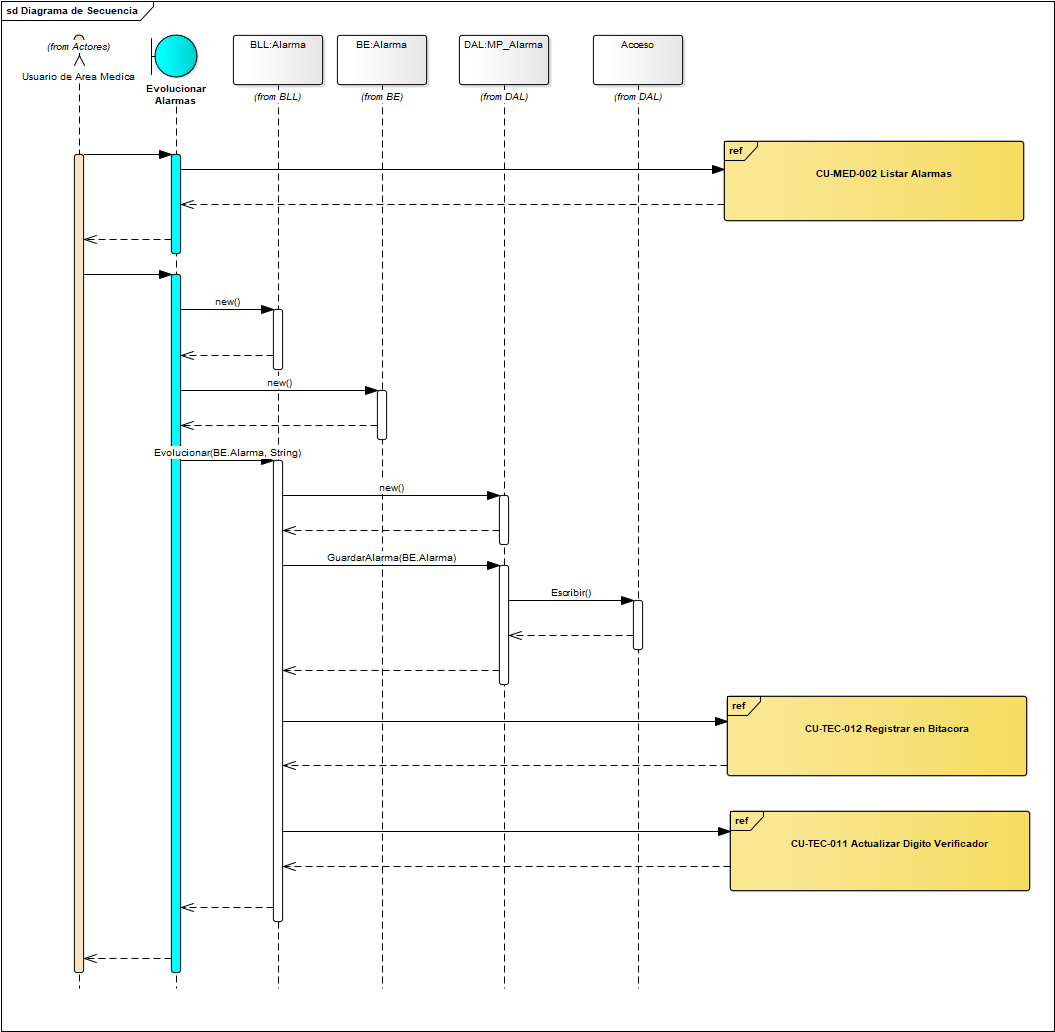 sd Diagrama de Secuencia
(from Actores)
Usuario de Area Medica
Evolucionar
Alarmas
BLL:Alarma
(from BLL)
BE:Alarma
(from BE)
DAL:MP_Alarma
(from DAL)
Acceso
(from DAL)
ref
CU-MED-002 Listar Alarmas
new()
new()
Evolucionar(BE.Alarma, String)
new()
GuardarAlarma(BE.Alarma)
Escribir()
ref
CU-TEC-012 Registrar en Bitacora
ref
CU-TEC-011 Actualizar Digito Verificador